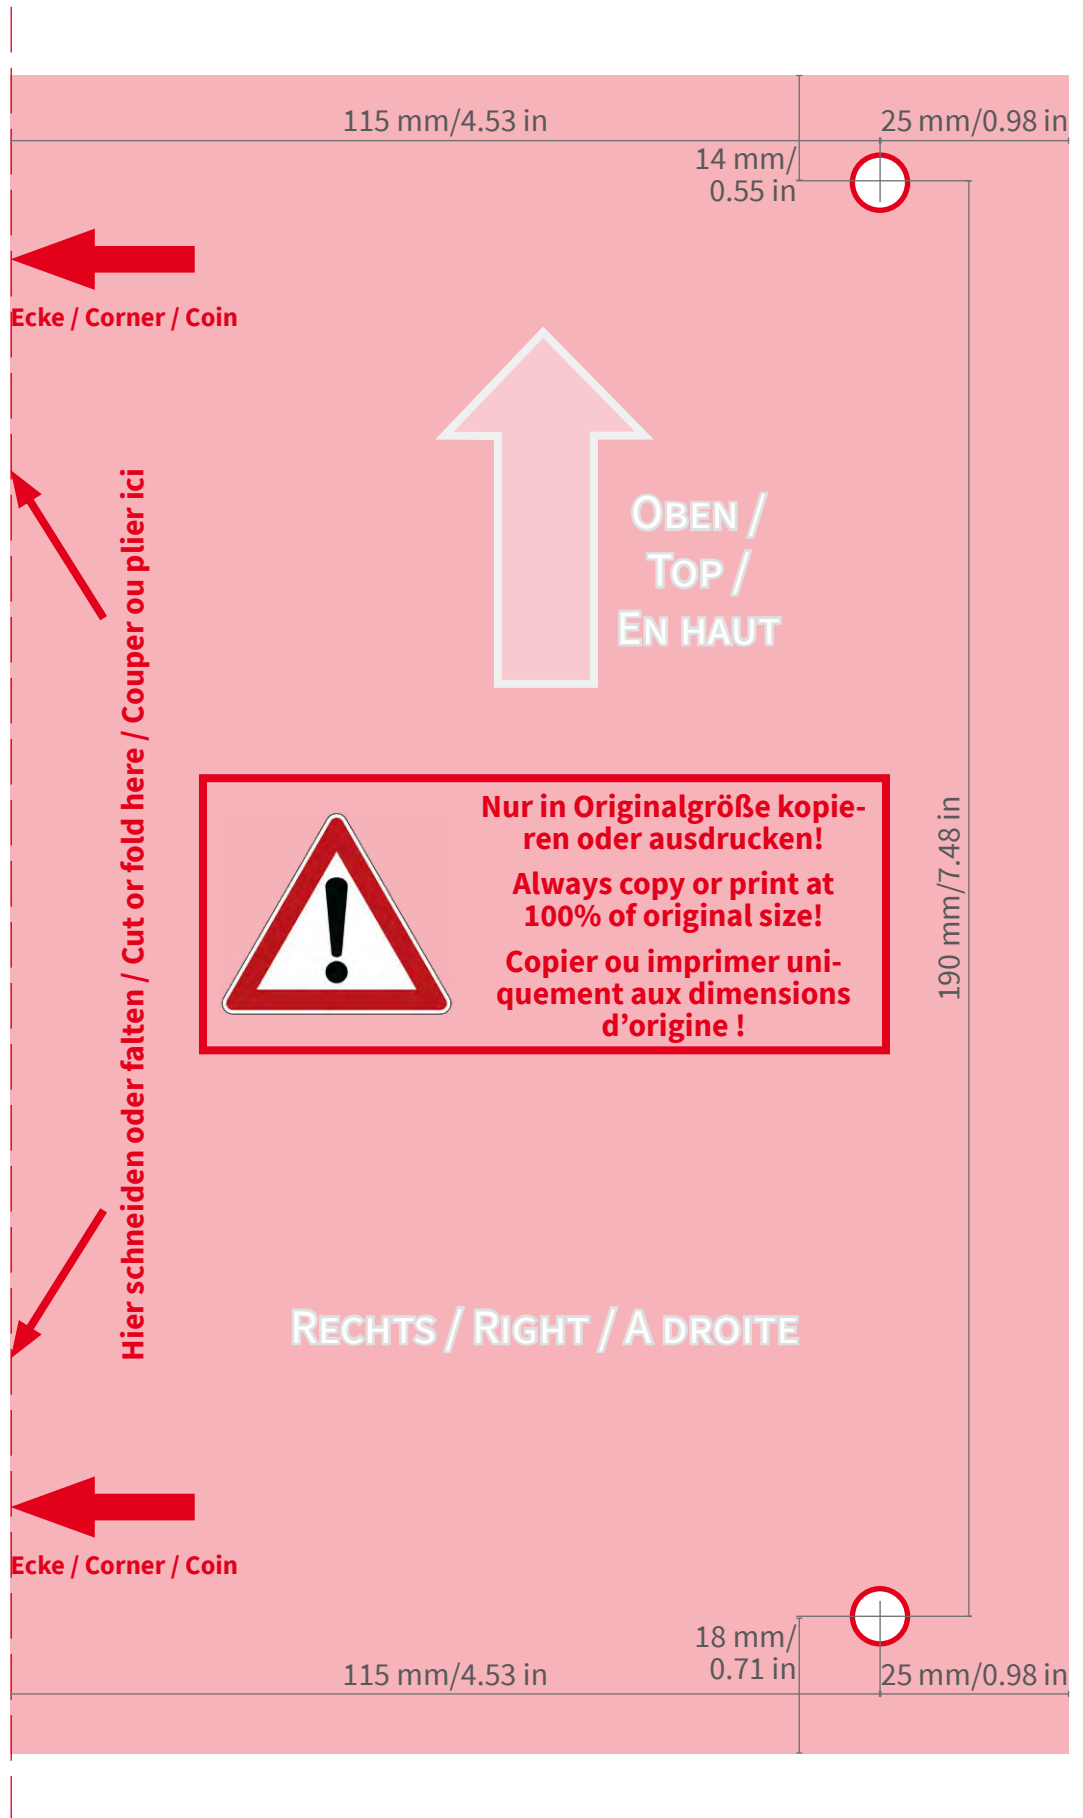 115 mm/4.53 in
25 mm/0.98 in
14 mm/
0.55 in
Ecke / Corner / Coin
Hier schneiden oder falten / Cut or fold here / Couper ou plier ici
OBEN /
TOP /
EN HAUT
Nur in Originalgröße kopie-
ren oder ausdrucken!
Always copy or print at
100% of original size!
Copier ou imprimer uni-
quement aux dimensions
d’origine !
190 mm/7.48 in
RECHTS / RIGHT / A DROITE
Ecke / Corner / Coin
18 mm/
0.71 in
115 mm/4.53 in
25 mm/0.98 in